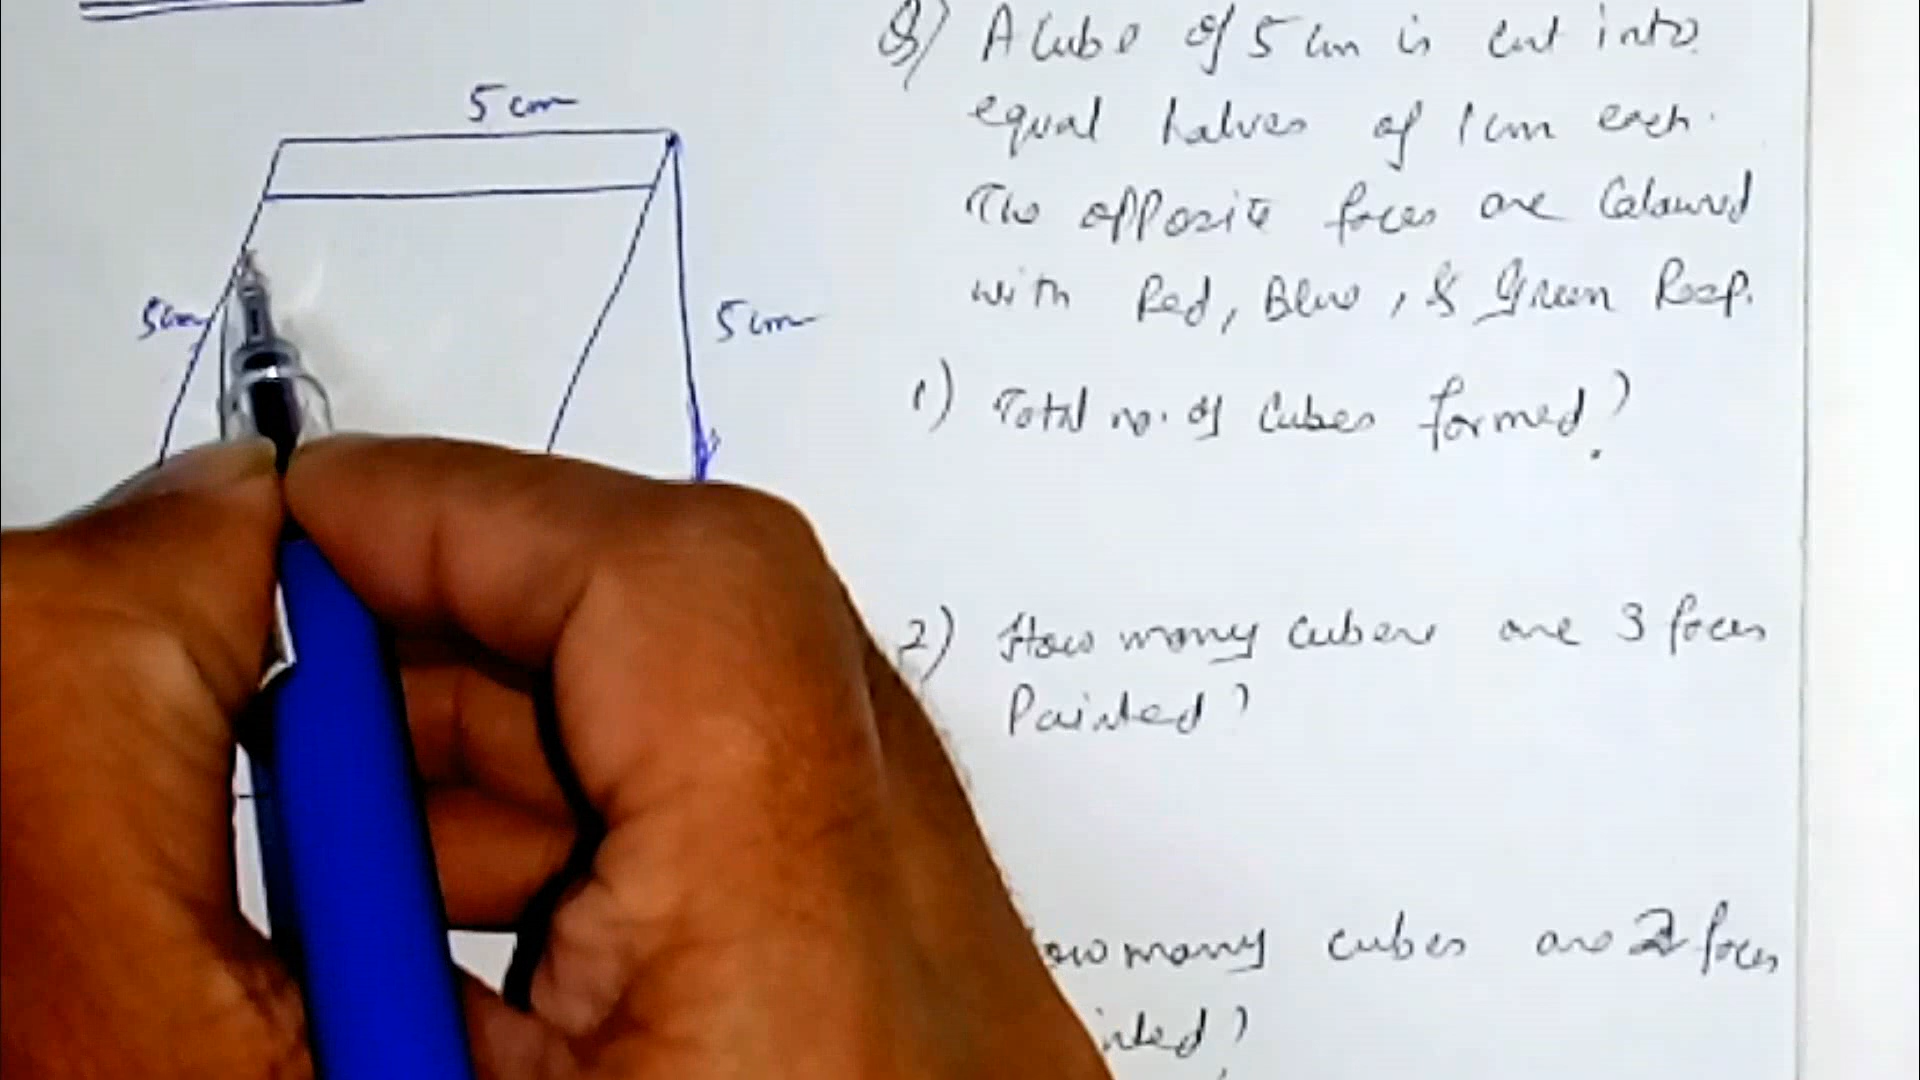 5 cm
5cm
5 cm
Q) A Cube of 5 cm is cut into
equal halves of 1 cm each.
The opposite faces are Coloured
with Red, Blue, & Green Resp.
1) Total no. of Cubes formed?
2) How many cubes are 3 faces
Painted?
ow many cubes are 2 faces
inted?